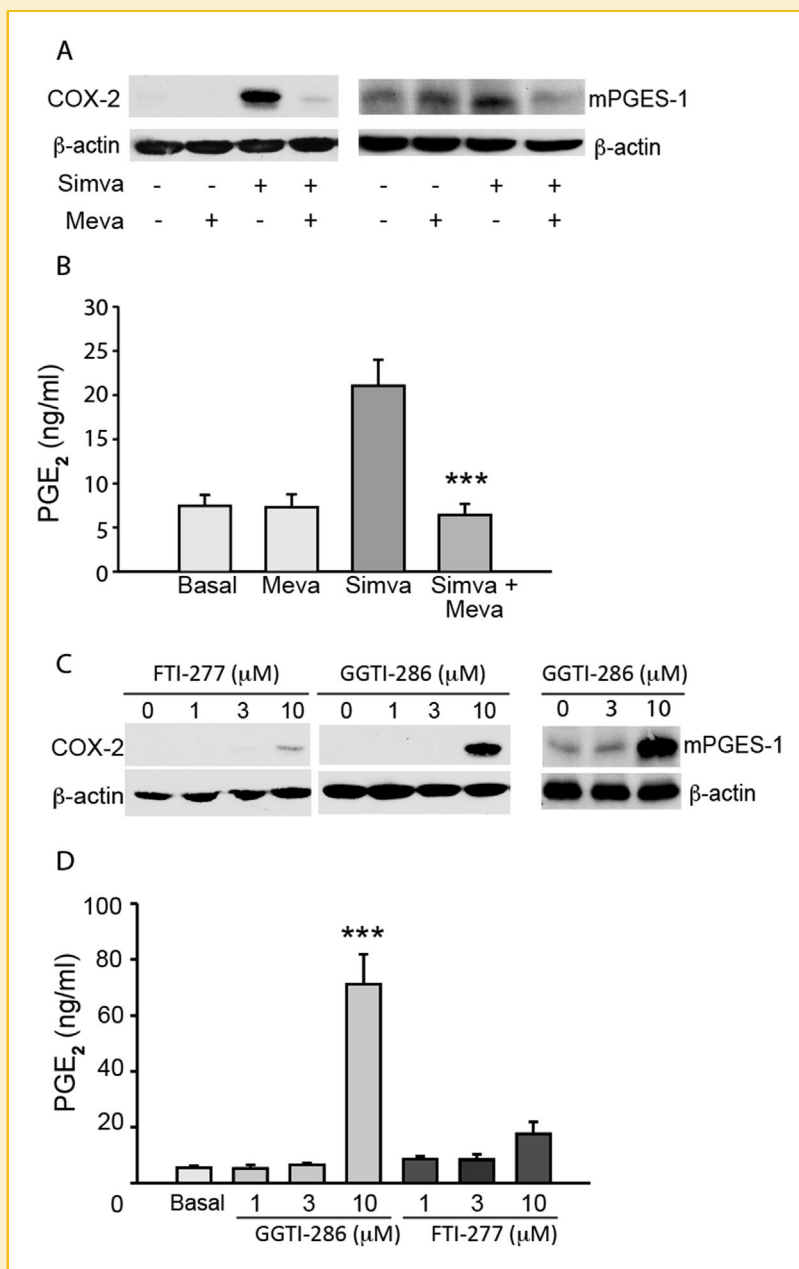 A
COX-2 mPGES-1
β-actin β-actin
Simva - - + + - - + +
Meva - + - + - + - +
B
30
25
20
15
10
5
0
PGE2 (ng/ml)
***
Basal Meva Simva Simva +
Meva
C
FTI-277 (μM) GGTI-286 (μM) GGTI-286 (μM)
0 1 3 10 0 1 3 10 0 3 10
COX-2 mPGES-1
β-actin β-actin
D
100
80
60
40
20
0
PGE2 (ng/ml)
***
Basal 1 3 10 1 3 10
GGTI-286 (μM) FTI-277 (μM)